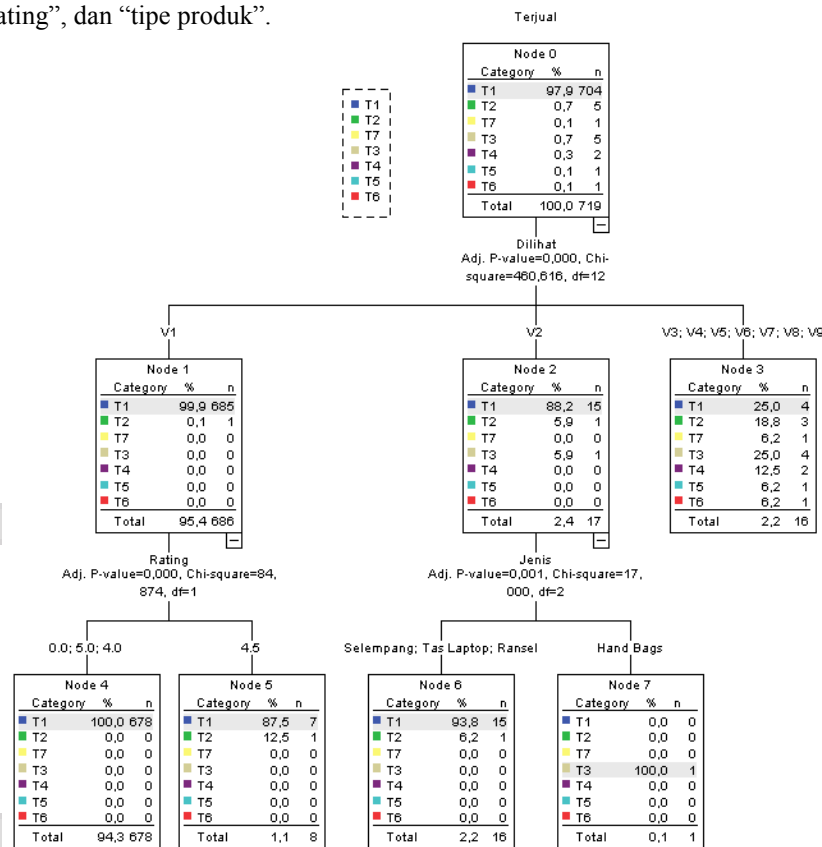 ating”, dan “tipe produk”.
Terjual
T1
T2
T7
T3
T4
T5
T6
Node 0
Category % n
T1 97,9 704
T2 0,7 5
T7 0,1 1
T3 0,7 5
T4 0,3 2
T5 0,1 1
T6 0,1 1
Total 100,0 719
Dilihat
Adj. P-value=0,000, Chi-
square=460,616, df=12
V1
V2
V3; V4; V5; V6; V7; V8; V9
Node 1
Category % n
T1 99,9 685
T2 0,1 1
T7 0,0 0
T3 0,0 0
T4 0,0 0
T5 0,0 0
T6 0,0 0
Total 95,4 686
Node 2
Category % n
T1 88,2 15
T2 5,9 1
T7 0,0 0
T3 5,9 1
T4 0,0 0
T5 0,0 0
T6 0,0 0
Total 2,4 17
Node 3
Category % n
T1 25,0 4
T2 18,8 3
T7 6,2 1
T3 25,0 4
T4 12,5 2
T5 6,2 1
T6 6,2 1
Total 2,2 16
Rating
Adj. P-value=0,000, Chi-square=84,
874, df=1
Jenis
Adj. P-value=0,001, Chi-square=17,
000, df=2
0.0; 5.0; 4.0
4.5
Selempang; Tas Laptop; Ransel
Hand Bags
Node 4
Category % n
T1 100,0 678
T2 0,0 0
T7 0,0 0
T3 0,0 0
T4 0,0 0
T5 0,0 0
T6 0,0 0
Total 94,3 678
Node 5
Category % n
T1 87,5 7
T2 12,5 1
T7 0,0 0
T3 0,0 0
T4 0,0 0
T5 0,0 0
T6 0,0 0
Total 1,1 8
Node 6
Category % n
T1 93,8 15
T2 6,2 1
T7 0,0 0
T3 0,0 0
T4 0,0 0
T5 0,0 0
T6 0,0 0
Total 2,2 16
Node 7
Category % n
T1 0,0 0
T2 0,0 0
T7 0,0 0
T3 100,0 1
T4 0,0 0
T5 0,0 0
T6 0,0 0
Total 0,1 1